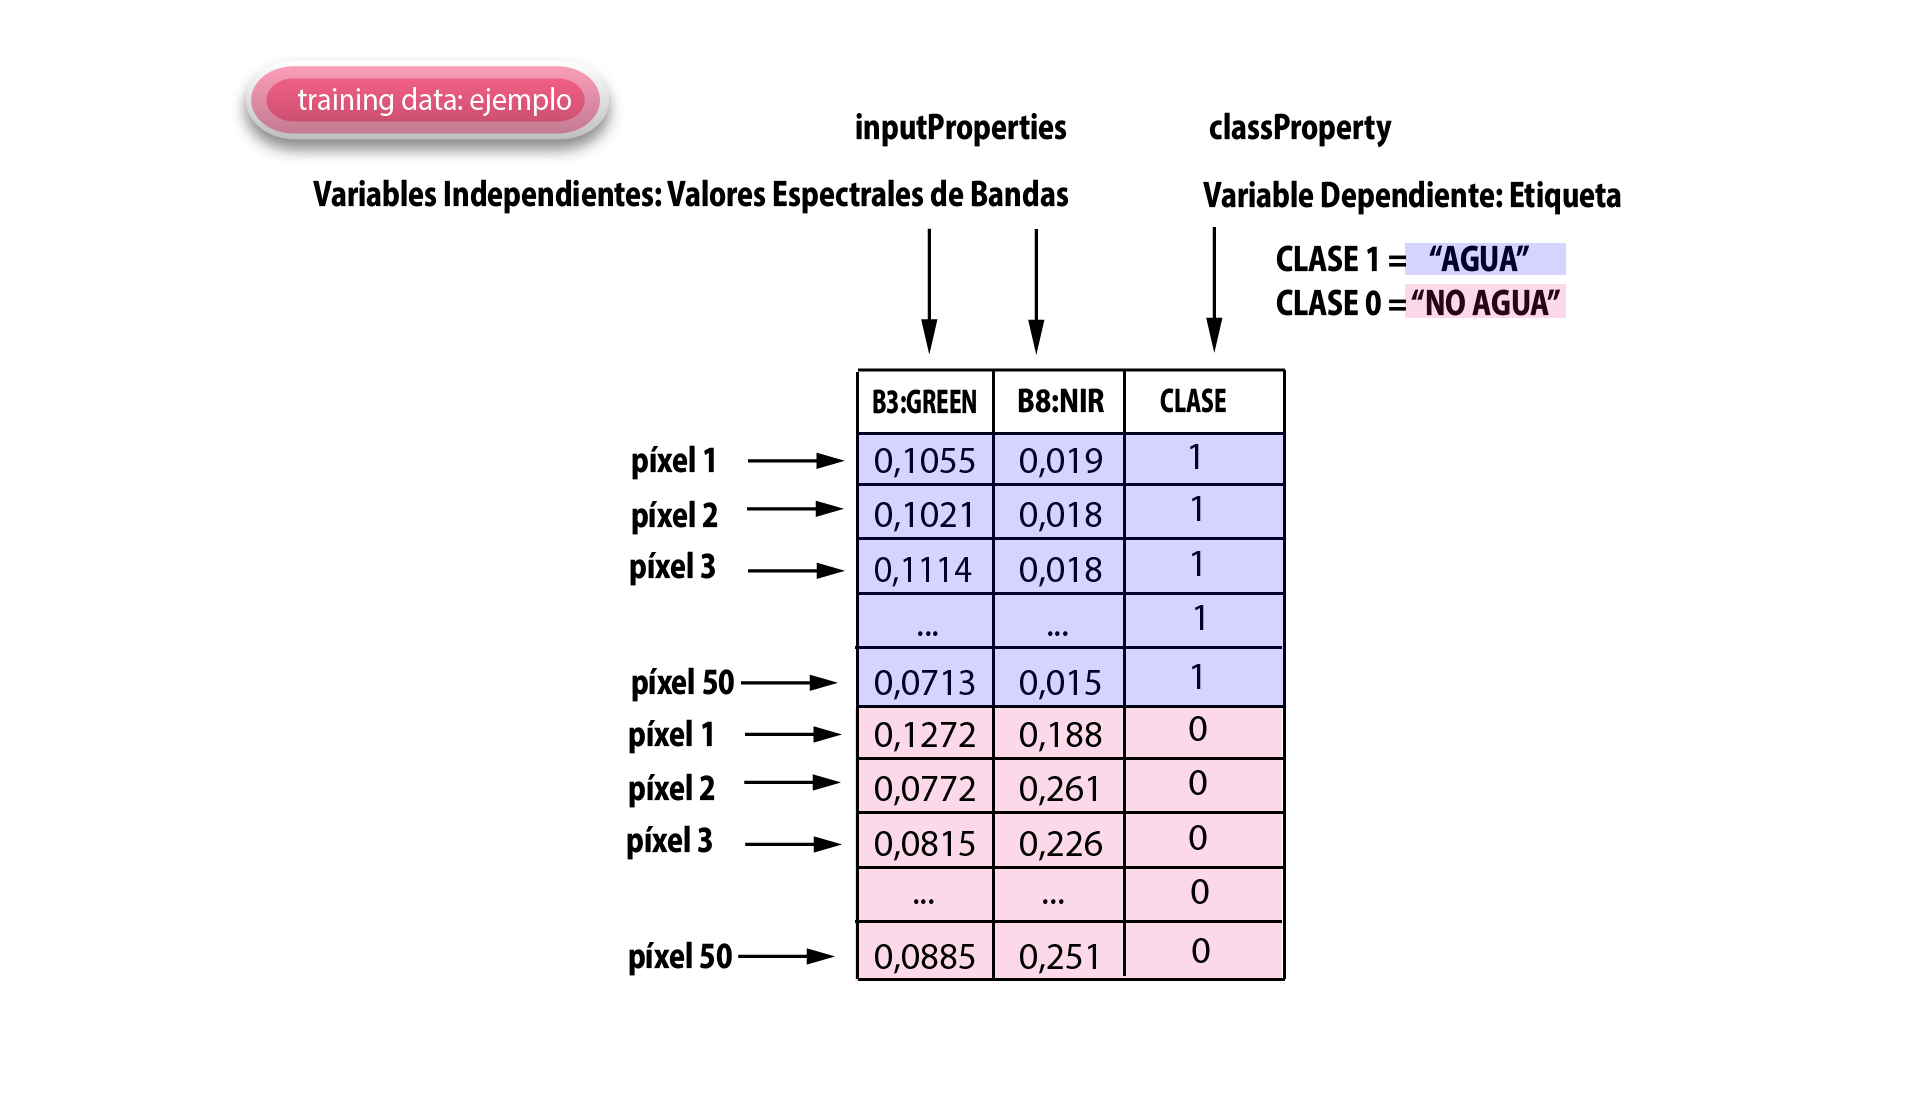 training data: ejemplo
inputProperties
classProperty
Variables Independientes: Valores Espectrales de Bandas
Variable Dependiente: Etiqueta
CLASE 1 = “AGUA”
CLASE 0 = “NO AGUA”
B3:GREEN B8:NIR CLASE
píxel 1 0,1055 0,019 1
píxel 2 0,1021 0,018 1
píxel 3 0,1114 0,018 1
... ... 1
píxel 50 0,0713 0,015 1
píxel 1 0,1272 0,188 0
píxel 2 0,0772 0,261 0
píxel 3 0,0815 0,226 0
... ... 0
píxel 50 0,0885 0,251 0